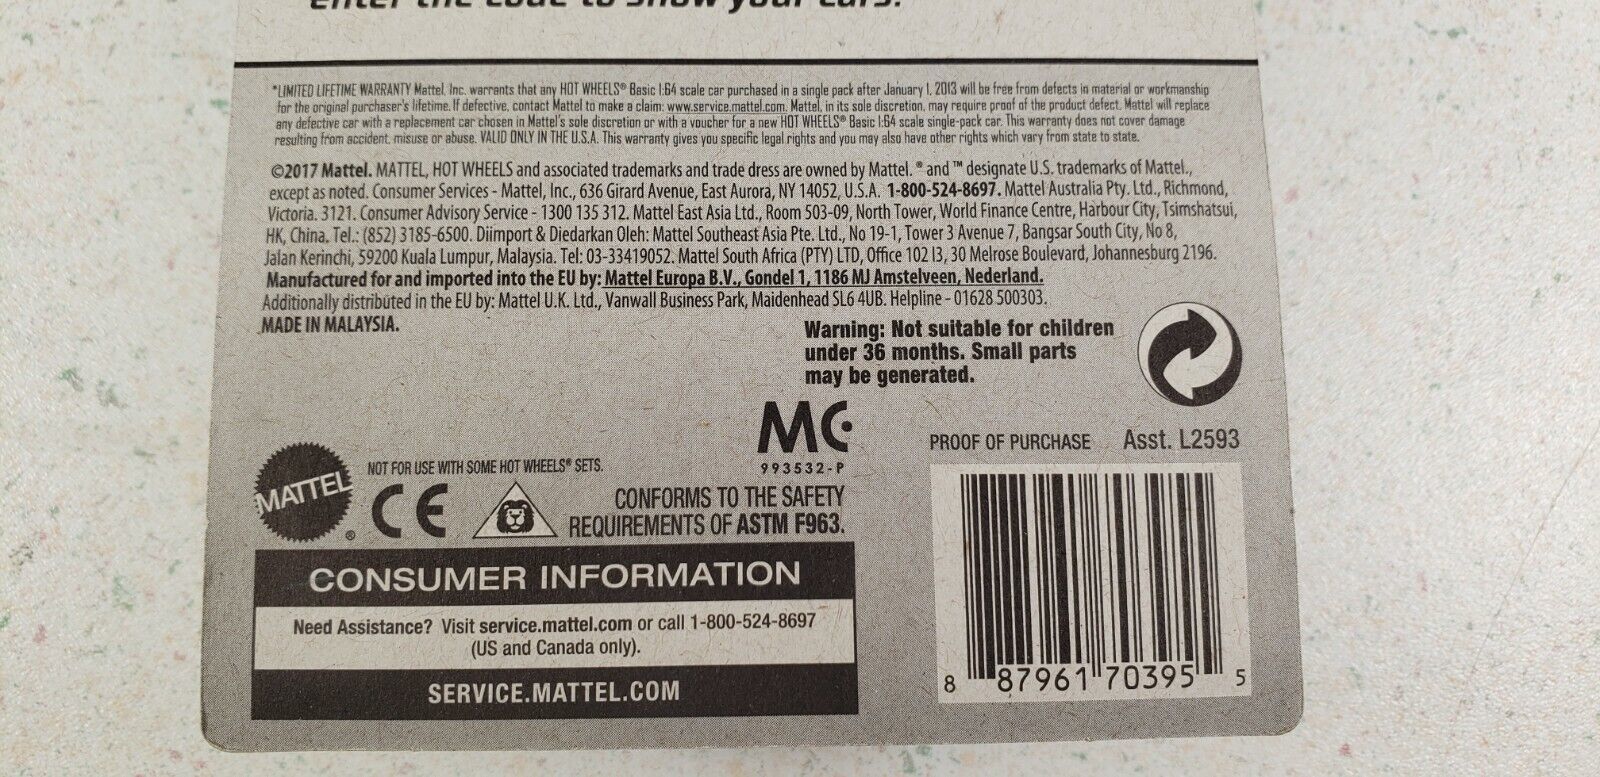 enter the code to show your cars.
*LIMITED LIFETIME WARRANTY Mattel, Inc. warrants that any HOT WHEELS® Basic 1:64 scale car purchased in a single pack after January 1, 2013 will be free from defects in material or workmanship
for the original purchaser's lifetime. If defective, contact Mattel to make a claim: www.service.mattel.com. Mattel, in its sole discretion, may require proof of the product defect. Mattel will replace
any defective car with a replacement car chosen in Mattel's sole discretion or with a voucher for a new HOT WHEELS® Basic 1:64 scale single-pack car. This warranty does not cover damage
resulting from accident, misuse or abuse. VALID ONLY IN THE U.S.A. This warranty gives you specific legal rights and you may also have other rights which vary from state to state.
©2017 Mattel. MATTEL, HOT WHEELS and associated trademarks and trade dress are owned by Mattel. ® and ™ designate U.S. trademarks of Mattel.,
except as noted. Consumer Services - Mattel, Inc., 636 Girard Avenue, East Aurora, NY 14052, U.S.A. 1-800-524-8697. Mattel Australia Pty. Ltd., Richmond,
Victoria. 3121. Consumer Advisory Service - 1300 135 312. Mattel East Asia Ltd., Room 503-09, North Tower, World Finance Centre, Harbour City, Tsimshatsui,
HK, China. Tel.: (852) 3185-6500. Diimport & Diedarkan Oleh: Mattel Southeast Asia Pte. Ltd., No 19-1, Tower 3 Avenue 7, Bangsar South City, No 8,
Jalan Kerinchi, 59200 Kuala Lumpur, Malaysia. Tel: 03-33419052. Mattel South Africa (PTY) LTD, Office 102 I3, 30 Melrose Boulevard, Johannesburg 2196.
Manufactured for and imported into the EU by: Mattel Europa B.V., Gondel 1, 1186 MJ Amstelveen, Nederland.
Additionally distributed in the EU by: Mattel U.K. Ltd., Vanwall Business Park, Maidenhead SL6 4UB. Helpline - 01628 500303.
MADE IN MALAYSIA.
Warning: Not suitable for children
under 36 months. Small parts
may be generated.
MC
993532-P
PROOF OF PURCHASE Asst. L2593
NOT FOR USE WITH SOME HOT WHEELS® SETS.
MATTEL®
CE
CONFORMS TO THE SAFETY
REQUIREMENTS OF ASTM F963.
CONSUMER INFORMATION
Need Assistance? Visit service.mattel.com or call 1-800-524-8697
(US and Canada only).
SERVICE.MATTEL.COM
8 87961 70395 5